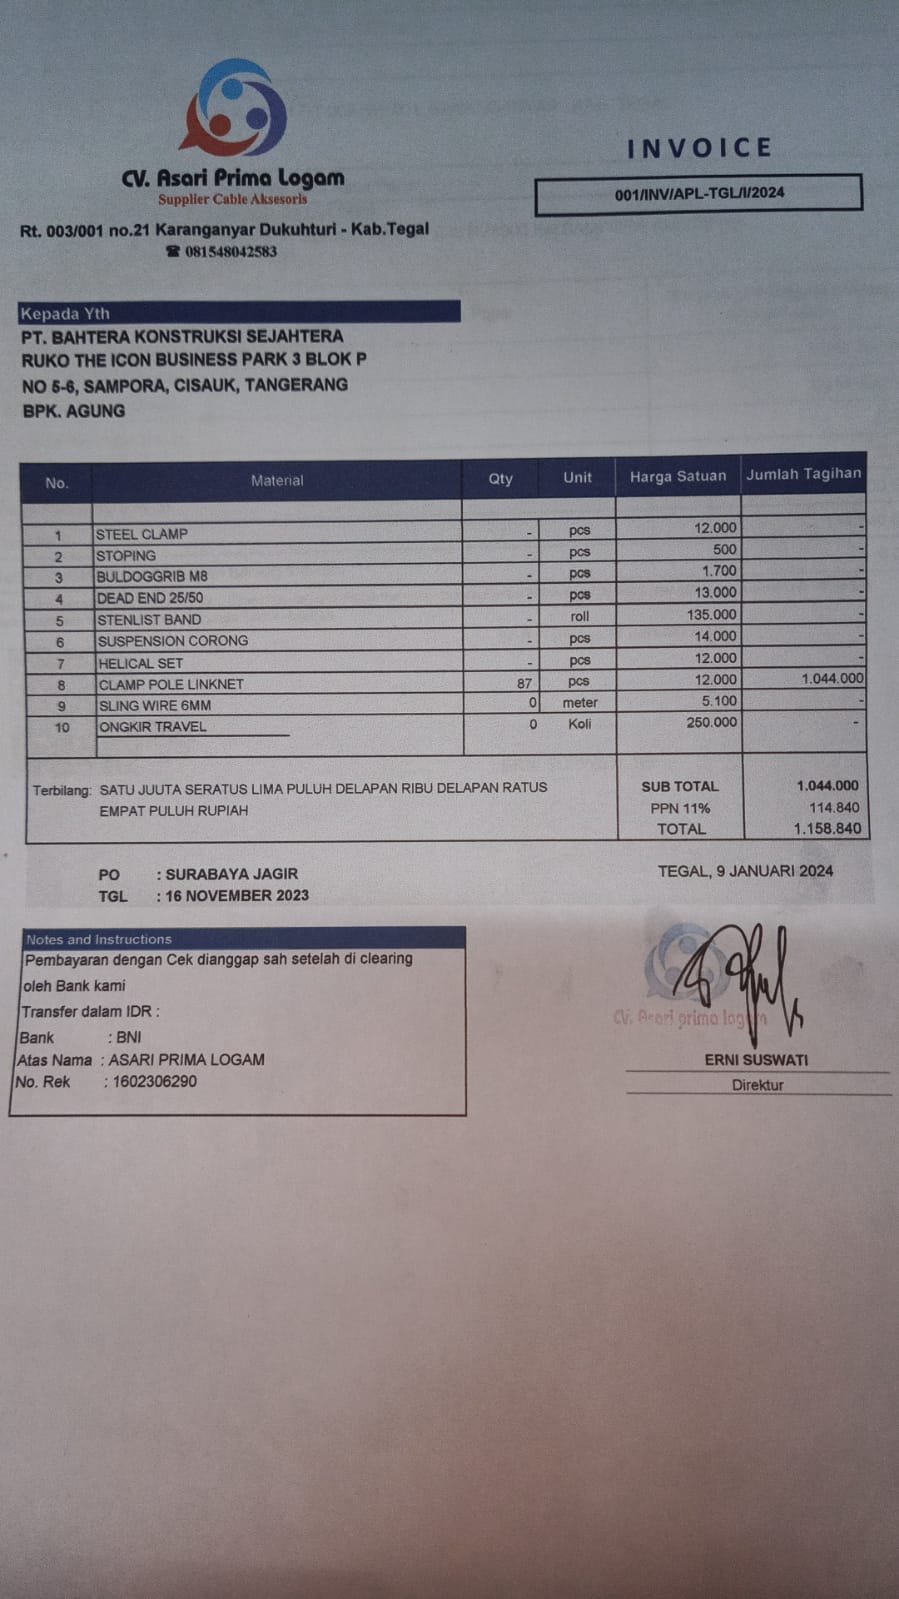 CV. Asari Prima Logam
Supplier Cable Aksesoris
Rt. 003/001 no.21 Karanganyar Dukuhturi - Kab.Tegal
☎ 081548042583
INVOICE
001/INV/APL-TGL/I/2024
Kepada Yth
PT. BAHTERA KONSTRUKSI SEJAHTERA
RUKO THE ICON BUSINESS PARK 3 BLOK P
NO 5-6, SAMPORA, CISAUK, TANGERANG
BPK. AGUNG
No. Material Qty Unit Harga Satuan Jumlah Tagihan
1 STEEL CLAMP - pcs 12.000 -
2 STOPING - pcs 500 -
3 BULDOGGRIB M8 - pcs 1.700 -
4 DEAD END 25/50 - pcs 13.000 -
5 STENLIST BAND - roll 135.000 -
6 SUSPENSION CORONG - pcs 14.000 -
7 HELICAL SET - pcs 12.000 -
8 CLAMP POLE LINKNET 87 pcs 12.000 1.044.000
9 SLING WIRE 6MM 0 meter 5.100 -
10 ONGKIR TRAVEL 0 Koli 250.000 -
Terbilang: SATU JUUTA SERATUS LIMA PULUH DELAPAN RIBU DELAPAN RATUS
EMPAT PULUH RUPIAH
SUB TOTAL 1.044.000
PPN 11% 114.840
TOTAL 1.158.840
PO : SURABAYA JAGIR
TGL : 16 NOVEMBER 2023
TEGAL, 9 JANUARI 2024
Notes and Instructions
Pembayaran dengan Cek dianggap sah setelah di clearing
oleh Bank kami
Transfer dalam IDR :
Bank : BNI
Atas Nama : ASARI PRIMA LOGAM
No. Rek : 1602306290
CV. Asari prima logam
ERNI SUSWATI
Direktur